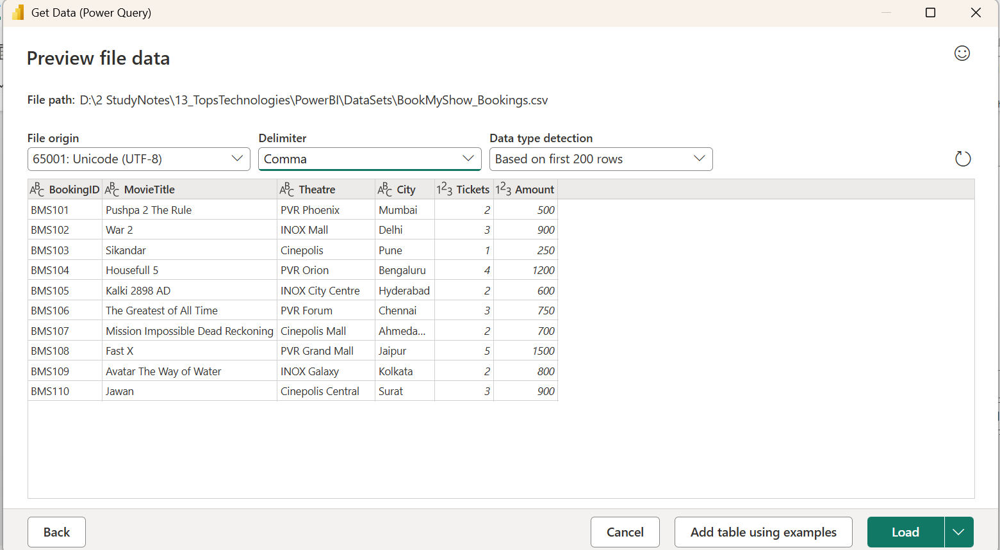 Get Data (Power Query)
Preview file data
File path: D:\2 StudyNotes\13_TopsTechnologies\PowerBI\DataSets\BookMyShow_Bookings.csv
File origin Delimiter Data type detection
65001: Unicode (UTF-8) Comma Based on first 200 rows
ABC BookingID ABC MovieTitle ABC Theatre ABC City 123 Tickets 123 Amount
BMS101 Pushpa 2 The Rule PVR Phoenix Mumbai 2 500
BMS102 War 2 INOX Mall Delhi 3 900
BMS103 Sikandar Cinepolis Pune 1 250
BMS104 Housefull 5 PVR Orion Bengaluru 4 1200
BMS105 Kalki 2898 AD INOX City Centre Hyderabad 2 600
BMS106 The Greatest of All Time PVR Forum Chennai 3 750
BMS107 Mission Impossible Dead Reckoning Cinepolis Mall Ahmeda... 2 700
BMS108 Fast X PVR Grand Mall Jaipur 5 1500
BMS109 Avatar The Way of Water INOX Galaxy Kolkata 2 800
BMS110 Jawan Cinepolis Central Surat 3 900
Back Cancel Add table using examples Load